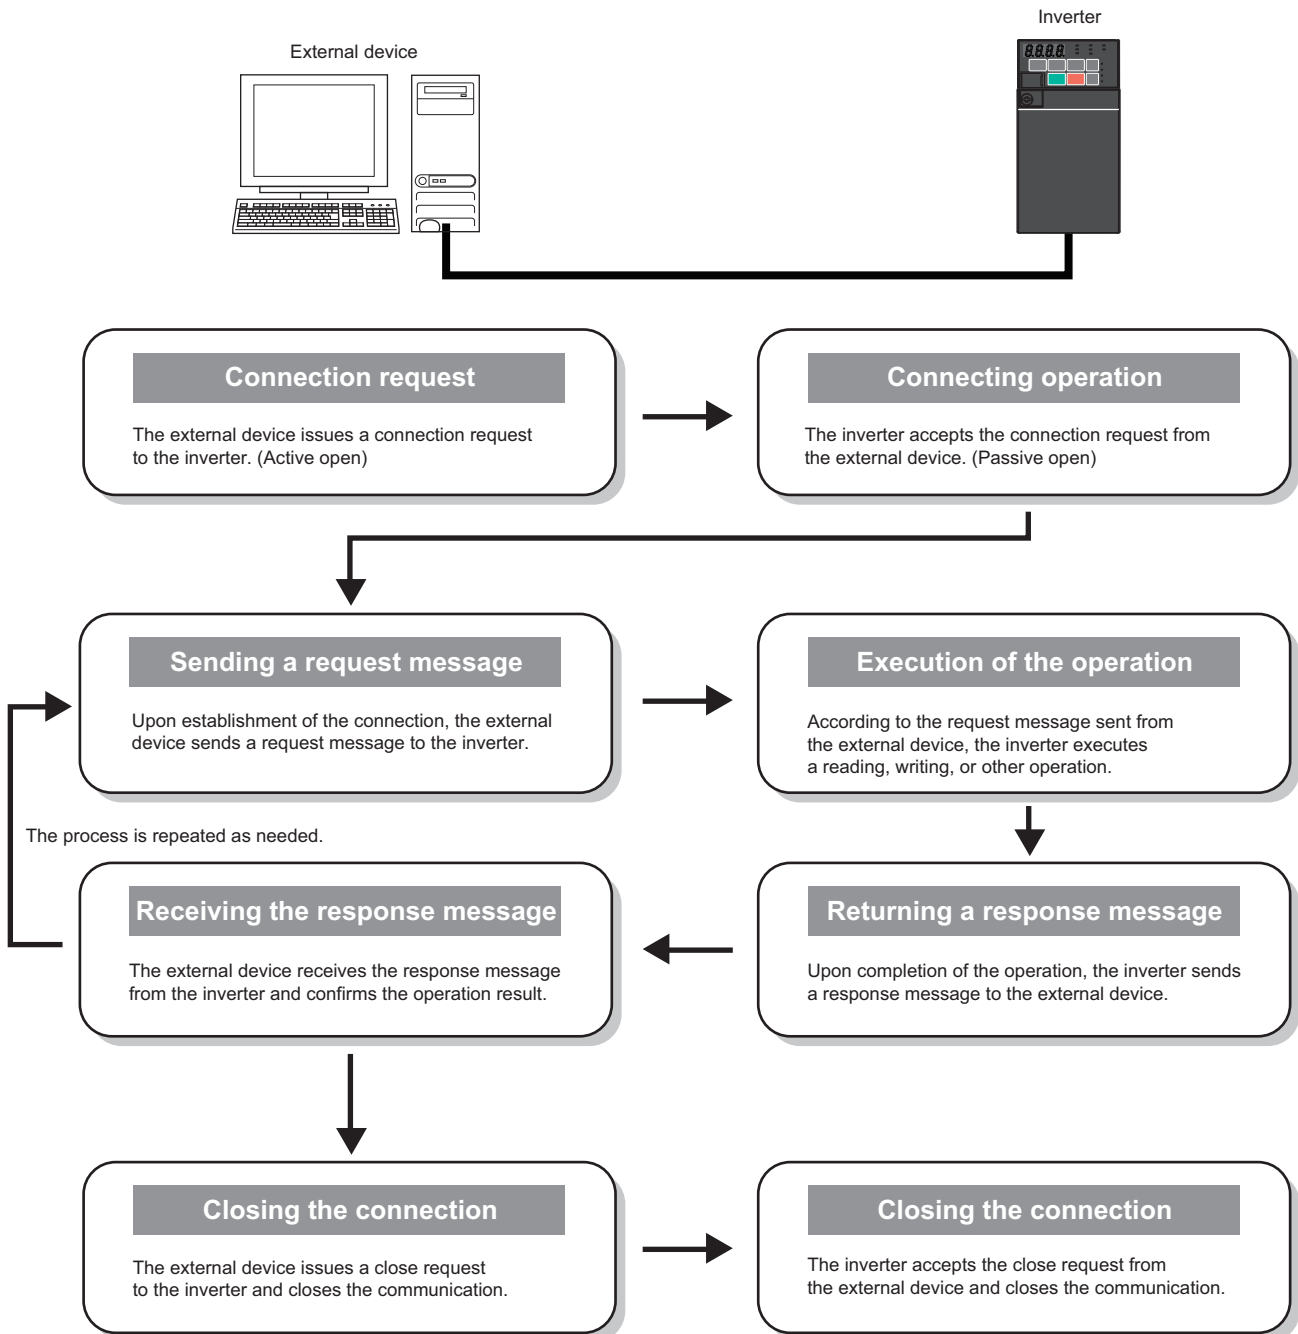 Inverter
External device
8.8.8.8.
Connection request
The external device issues a connection request
to the inverter. (Active open)
Connecting operation
The inverter accepts the connection request from
the external device. (Passive open)
Sending a request message
Upon establishment of the connection, the external
device sends a request message to the inverter.
Execution of the operation
According to the request message sent from
the external device, the inverter executes
a reading, writing, or other operation.
The process is repeated as needed.
Receiving the response message
The external device receives the response message
from the inverter and confirms the operation result.
Returning a response message
Upon completion of the operation, the inverter sends
a response message to the external device.
Closing the connection
The external device issues a close request
to the inverter and closes the communication.
Closing the connection
The inverter accepts the close request from
the external device and closes the communication.